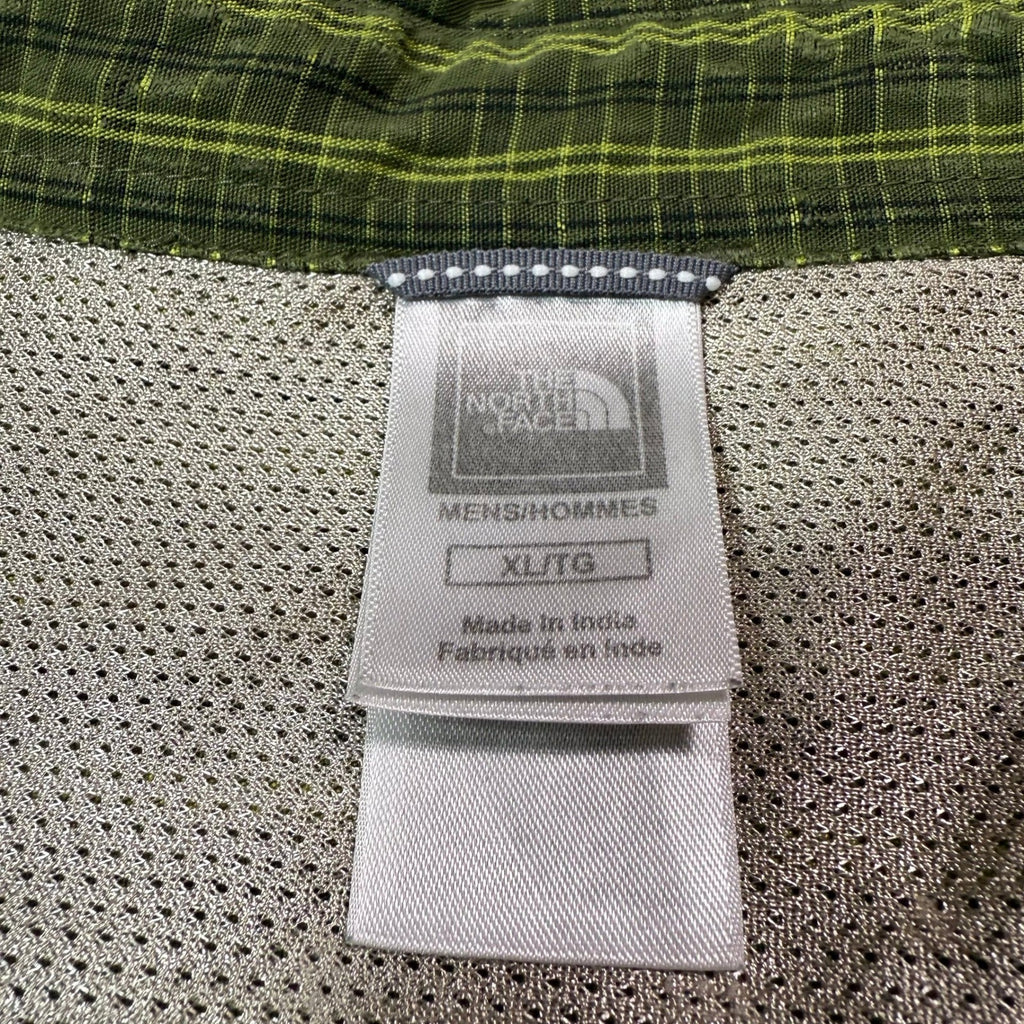 THE
NORTH
FACE
MENS/HOMMES
XL/TG
Made in India
Fabriqué en Inde